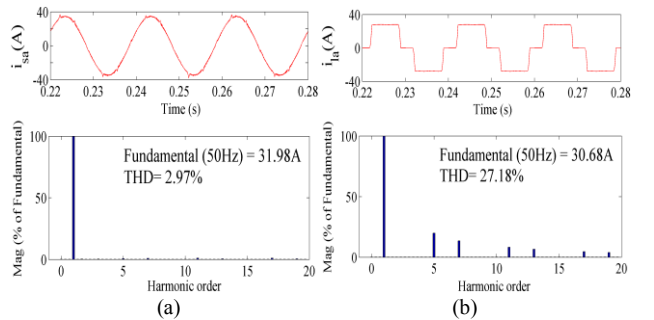 i_sa(A)
40
0
-40
0.22 0.23 0.24 0.25 0.26 0.27 0.28
Time (s)
Mag (% of Fundamental)
100
50
0
Fundamental (50Hz) = 31.98A
THD= 2.97%
0 5 10 15 20
Harmonic order
(a)
i_la(A)
40
0
-40
0.22 0.23 0.24 0.25 0.26 0.27 0.28
Time (s)
Mag (% of Fundamental)
100
50
0
Fundamental (50Hz) = 30.68A
THD= 27.18%
0 5 10 15 20
Harmonic order
(b)